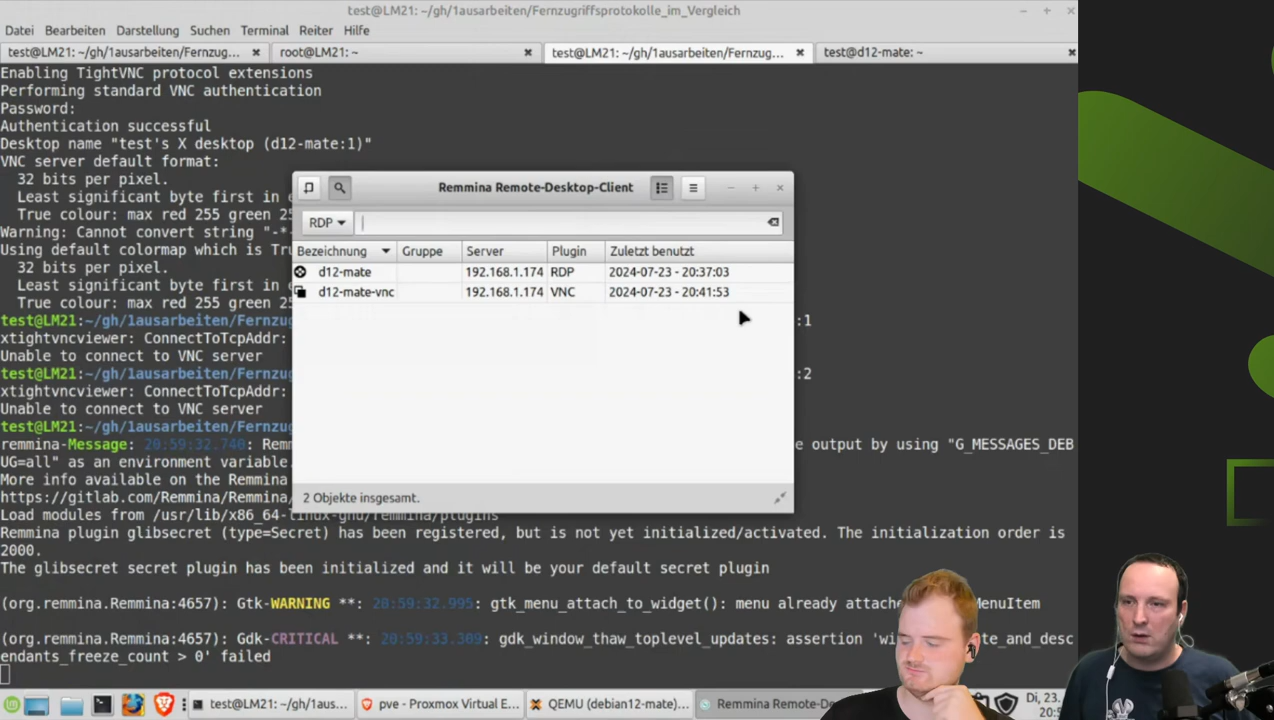 test@LM21: ~/gh/1ausarbeiten/Fernzugriffsprotokolle_im_Vergleich
Datei Bearbeiten Darstellung Suchen Terminal Reiter Hilfe
test@LM21: ~/gh/1ausarbeiten/Fernzug... root@LM21: ~ test@LM21: ~/gh/1ausarbeiten/Fernzug... test@d12-mate: ~
Enabling TightVNC protocol extensions
Performing standard VNC authentication
Password:
Authentication successful
Desktop name "test's X desktop (d12-mate:1)"
VNC server default format:
32 bits per pixel.
Least significant byte first in
True colour: max red 255 green 25
Warning: Cannot convert string "-*-
Using default colormap which is
32 bits per pixel.
Least significant byte first in
True colour: max red 255 green 25
test@LM21:~/gh/1ausarbeiten/Fernzug :1
xtightvncviewer: ConnectToTcpAddr:
Unable to connect to VNC server
test@LM21:~/gh/1ausarbeiten/Fernzug :2
xtightvncviewer: ConnectToTcpAddr:
Unable to connect to VNC server
test@LM21:~/gh/1ausarbeiten/Fernzug
remmina-Message: 20:59:32.740: Rem e output by using "G_MESSAGES_DEB
UG=all" as an environment variable.
More info available on the Remmina
https://gitlab.com/Remmina/Remmina/
Load modules from /usr/lib/x86_64-linux-gnu/remmina/plugins
Remmina plugin glibsecret (type=Secret) has been registered, but is not yet initialized/activated. The initialization order is
2000.
The glibsecret secret plugin has been initialized and it will be your default secret plugin
(org.remmina.Remmina:4657): Gtk-WARNING **: 20:59:32.995: gtk_menu_attach_to_widget(): menu already attache MenuItem
(org.remmina.Remmina:4657): Gdk-CRITICAL **: 20:59:33.309: gdk_window_thaw_toplevel_updates: assertion 'wi te_and_desc
endants_freeze_count > 0' failed
Remmina Remote-Desktop-Client
RDP
Bezeichnung Gruppe Server Plugin Zuletzt benutzt
d12-mate 192.168.1.174 RDP 2024-07-23 - 20:37:03
d12-mate-vnc 192.168.1.174 VNC 2024-07-23 - 20:41:53
2 Objekte insgesamt.
test@LM21: ~/gh/1aus... pve - Proxmox Virtual E... QEMU (debian12-mate)... Remmina Remote-De Di, 23.